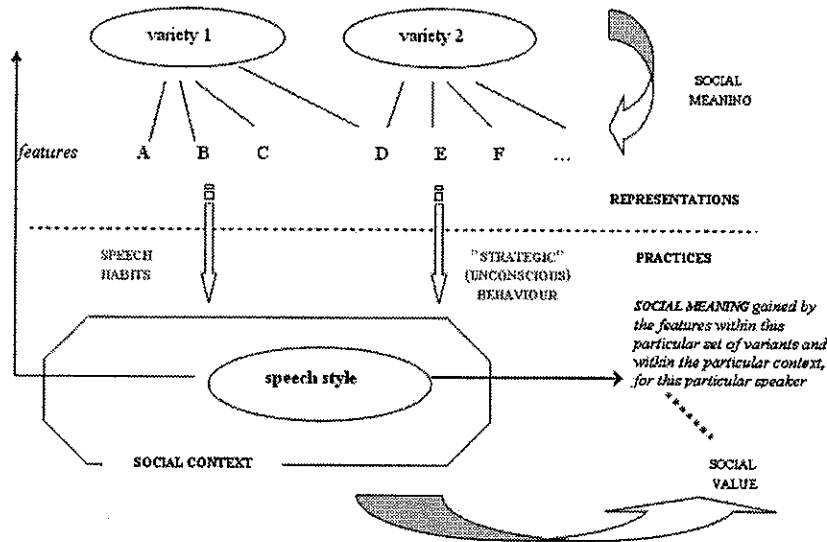 variety 1
variety 2
SOCIAL
MEANING
features
A
B
C
D
E
F
...
REPRESENTATIONS
SPEECH
HABITS
"STRATEGIC"
(UNCONSCIOUS)
BEHAVIOUR
PRACTICES
SOCIAL MEANING gained by
the features within this
particular set of variants and
within the particular context,
for this particular speaker
speech style
SOCIAL CONTEXT
SOCIAL
VALUE